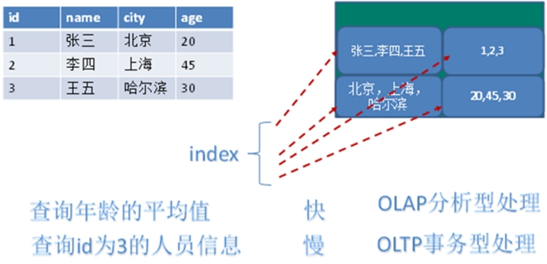 id name city age
1 张三 北京 20
2 李四 上海 45
3 王五 哈尔滨 30
张三,李四,王五 1,2,3
北京，上海，
哈尔滨 20,45,30
index
查询年龄的平均值 快 OLAP分析型处理
查询id为3的人员信息 慢 OLTP事务型处理